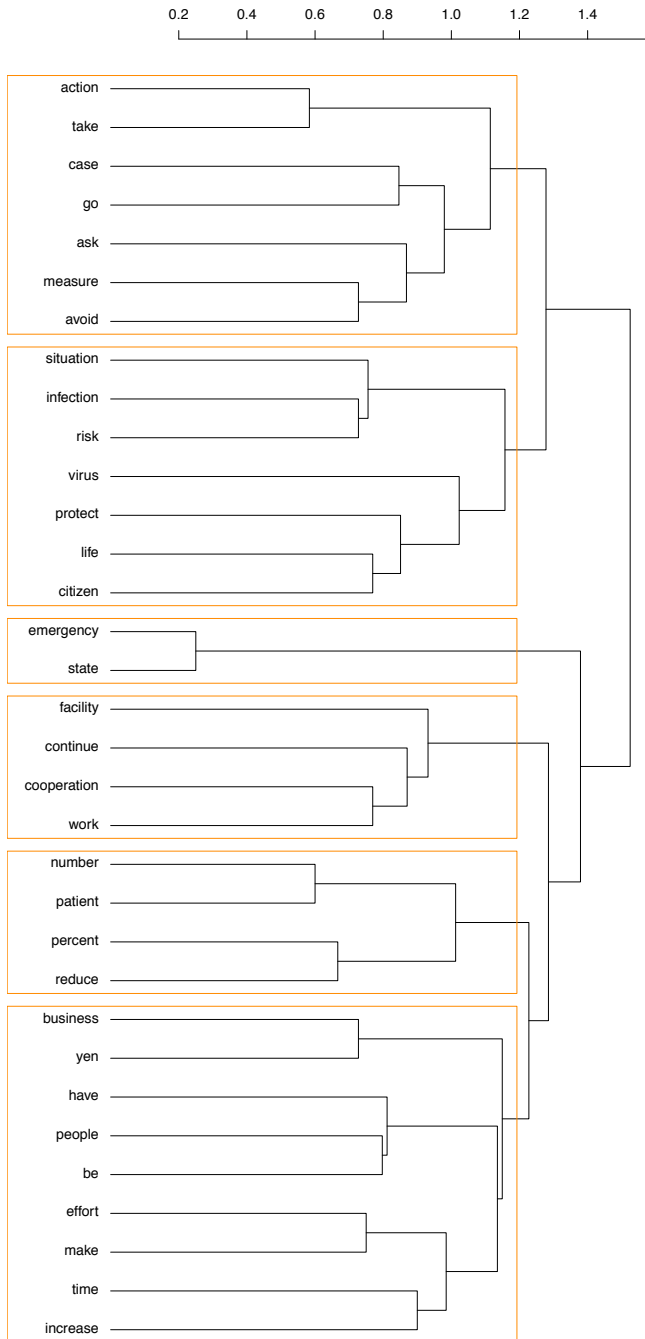 0.2 0.4 0.6 0.8 1.0 1.2 1.4
action
take
case
go
ask
measure
avoid
situation
infection
risk
virus
protect
life
citizen
emergency
state
facility
continue
cooperation
work
number
patient
percent
reduce
business
yen
have
people
be
effort
make
time
increase